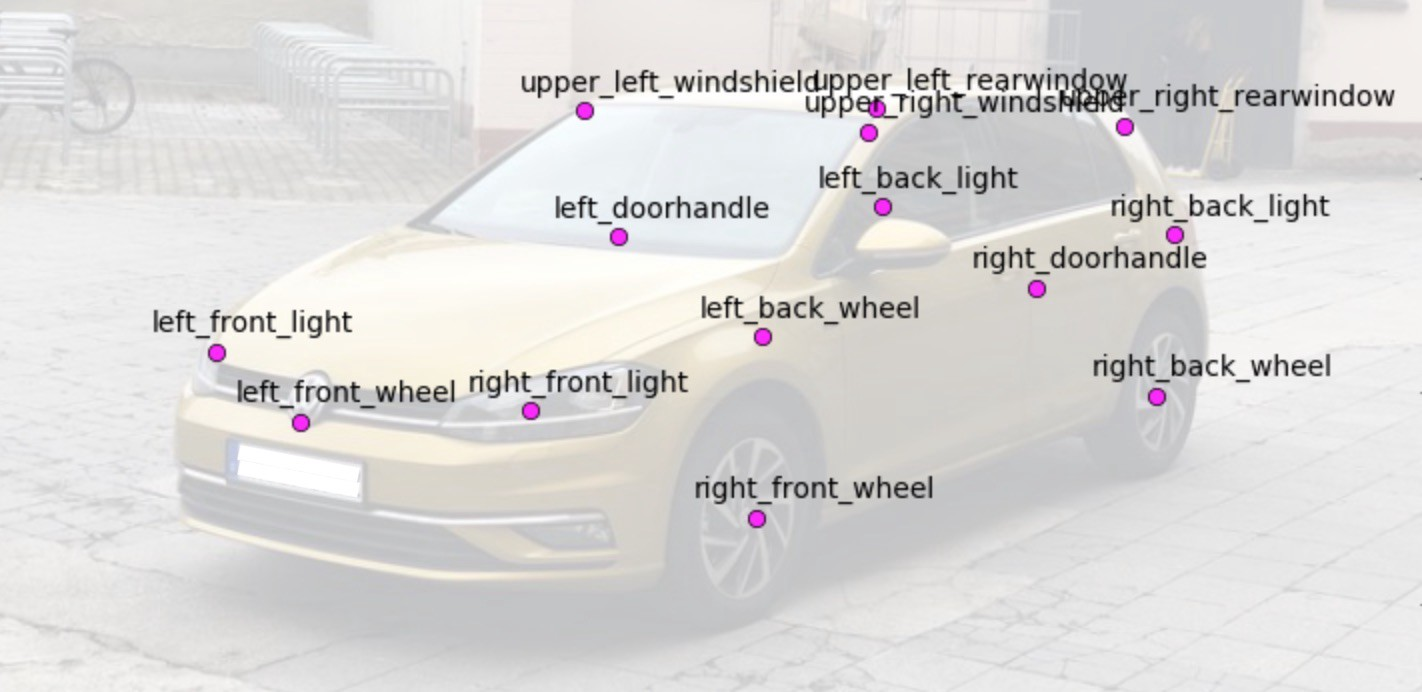 upper_left_windshield
upper_left_rearwindow
upper_right_windshield
upper_right_rearwindow
left_back_light
left_doorhandle
right_back_light
right_doorhandle
left_back_wheel
left_front_light
right_back_wheel
left_front_wheel
right_front_light
right_front_wheel